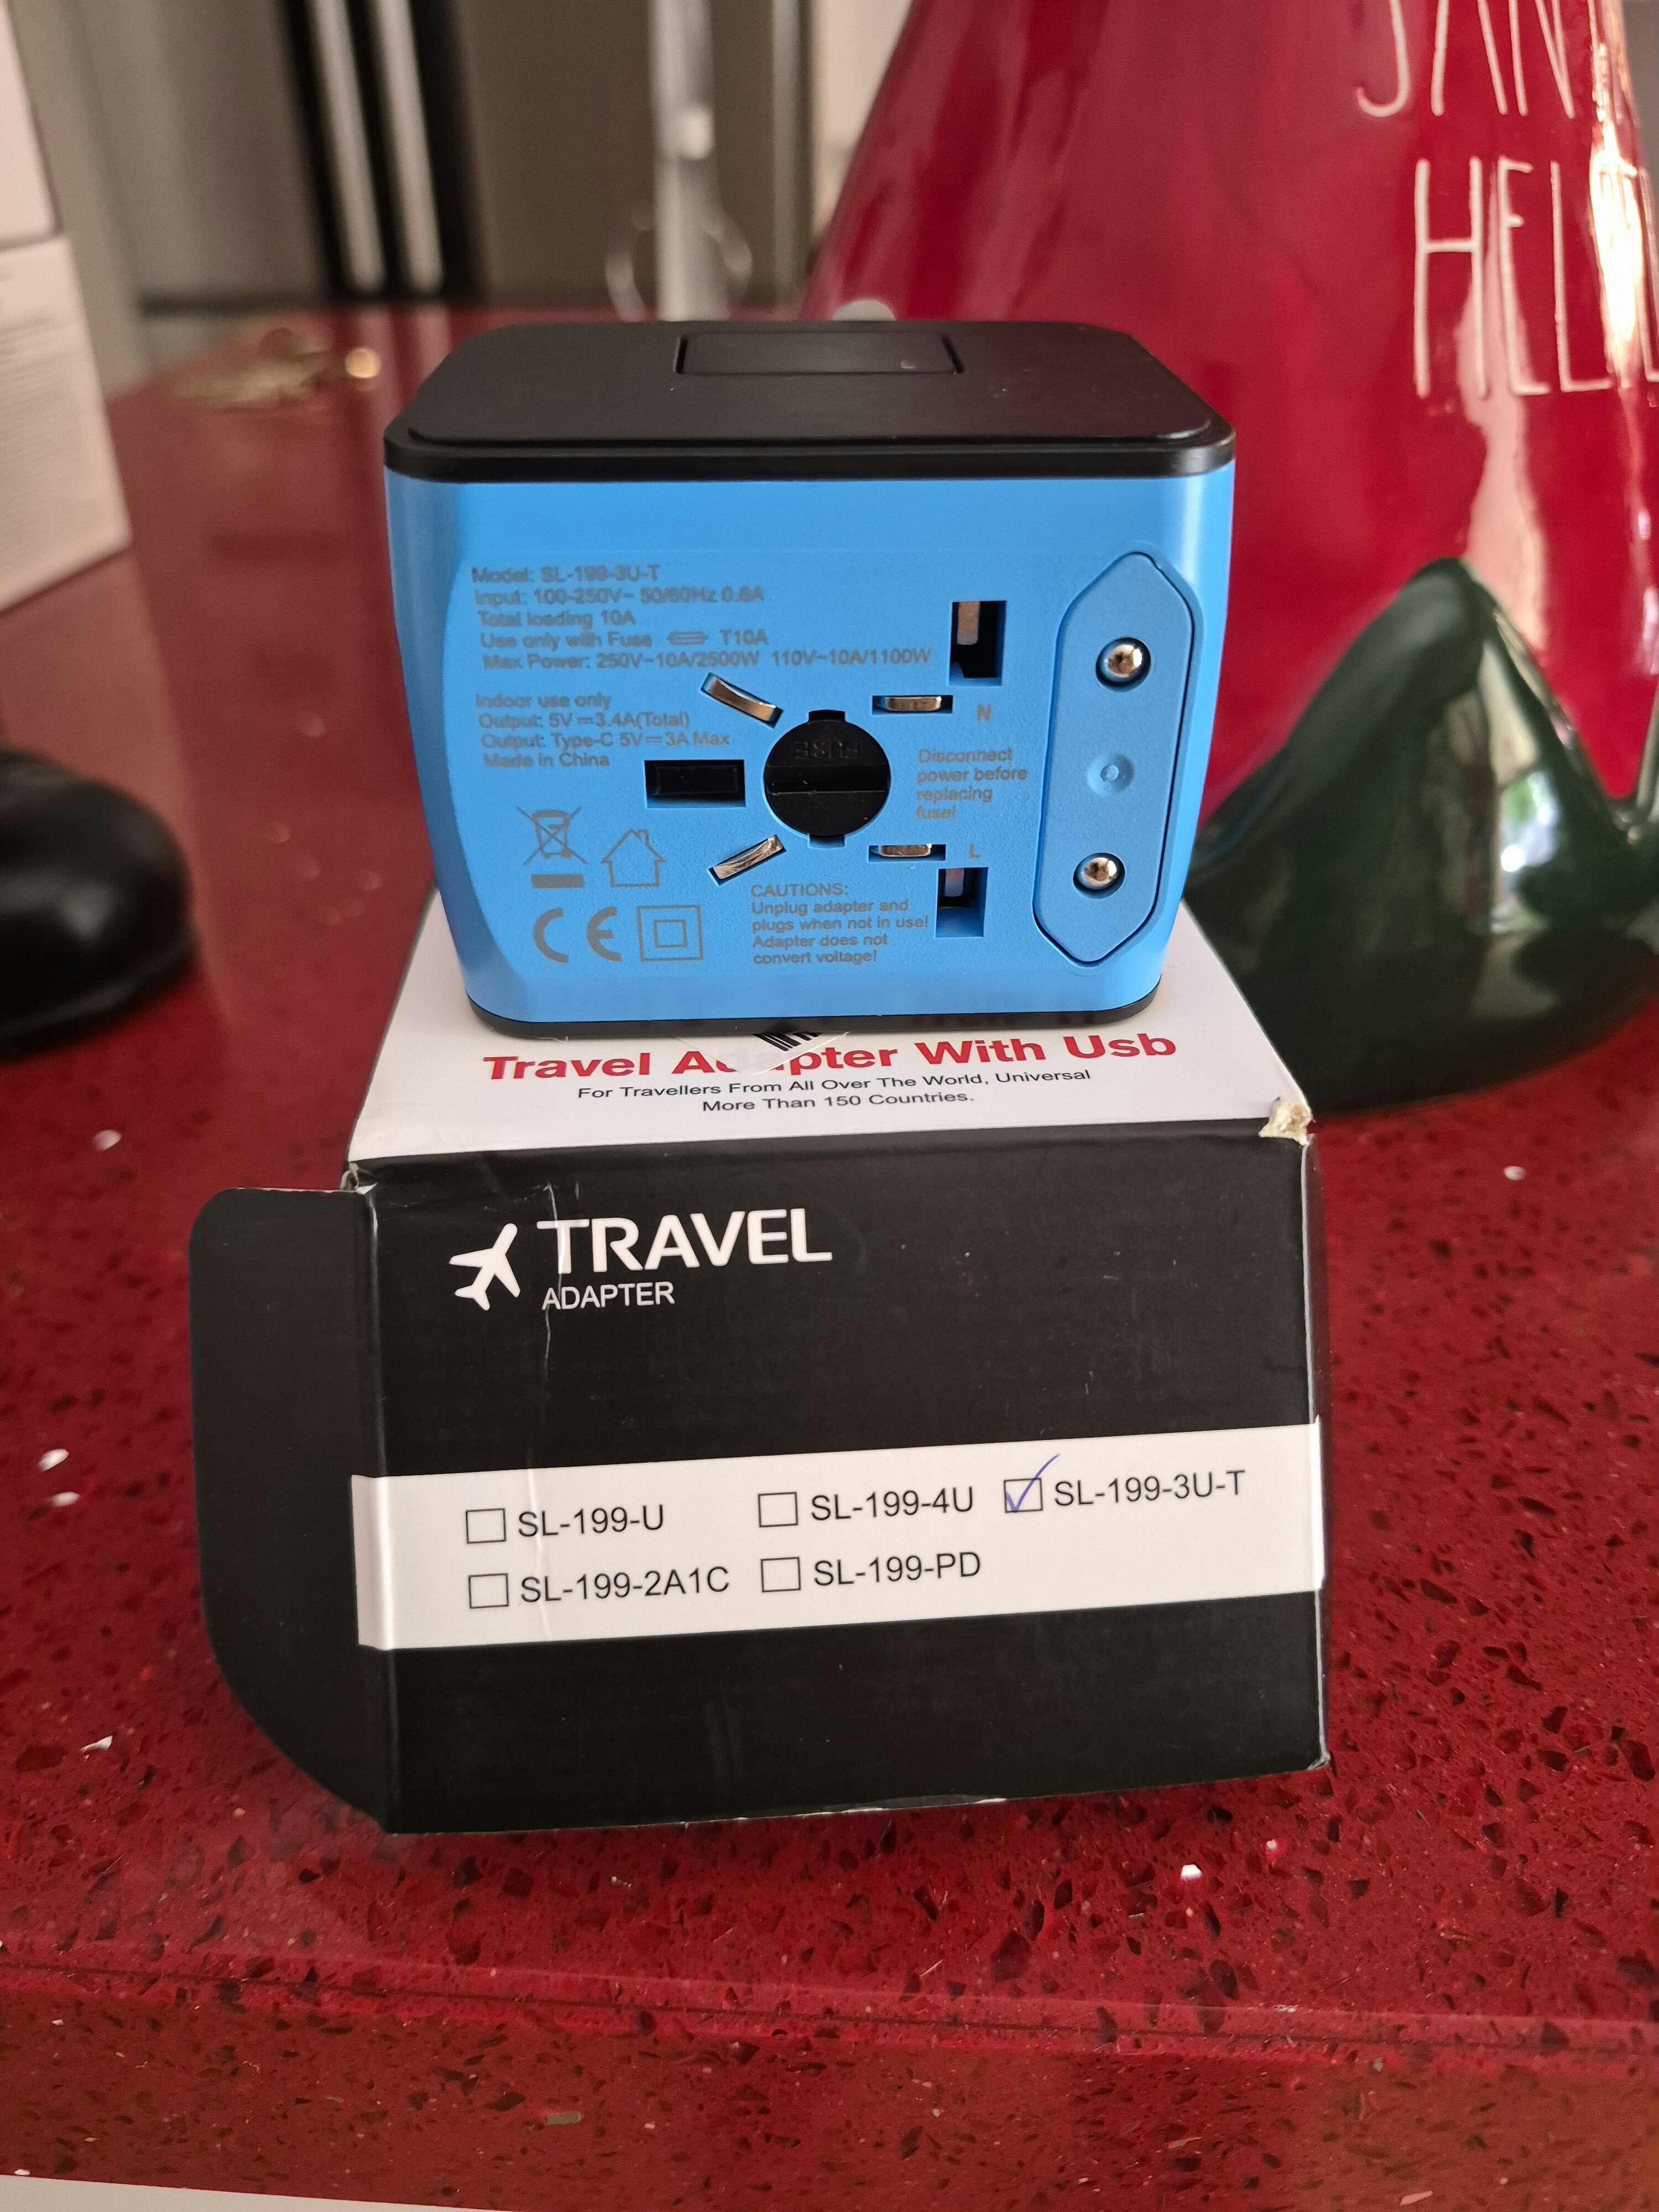 SANT
HELP
Model: SL-199-3U-T
Input: 100-250V~ 50/60Hz 0.6A
Total loading 10A
Use only with Fuse T10A
Max Power: 250V~10A/2500W 110V~10A/1100W
Indoor use only
Output: 5V⎓3.4A(Total)
Output: Type-C 5V⎓3A Max
Made in China
N
FUSE
Disconnect
power before
replacing
fuse!
L
CAUTIONS:
Unplug adapter and
plugs when not in use!
Adapter does not
convert voltage!
CE
Travel Adapter With Usb
For Travellers From All Over The World, Universal
More Than 150 Countries.
TRAVEL
ADAPTER
SL-199-U SL-199-4U SL-199-3U-T
SL-199-2A1C SL-199-PD